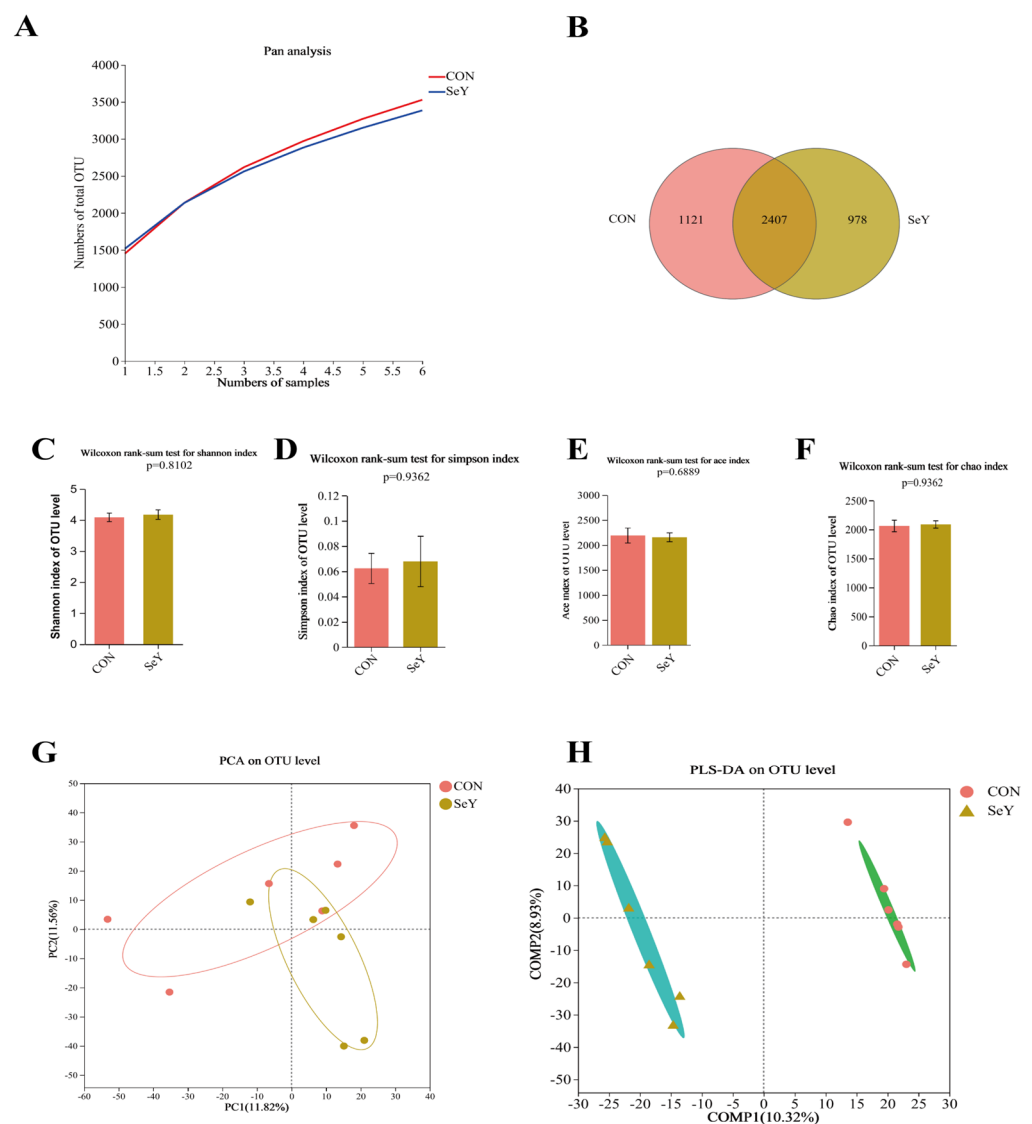 A
Pan analysis
4000
3500
3000
2500
2000
1500
1000
500
0
Numbers of total OTU
1 1.5 2 2.5 3 3.5 4 4.5 5 5.5 6
Numbers of samples
CON
SeY
B
CON
1121
2407
978
SeY
C
Wilcoxon rank-sum test for shannon index
p=0.8102
5
4
3
2
1
0
Shannon index of OTU level
CON
SeY
D
Wilcoxon rank-sum test for simpson index
p=0.9362
0.12
0.1
0.08
0.06
0.04
0.02
0
Simpson index of OTU level
CON
SeY
E
Wilcoxon rank-sum test for ace index
p=0.6889
3000
2500
2000
1500
1000
500
0
Ace index of OTU level
CON
SeY
F
Wilcoxon rank-sum test for chao index
p=0.9362
2500
2000
1500
1000
500
0
Chao index of OTU level
CON
SeY
G
PCA on OTU level
50
40
30
20
10
0
-10
-20
-30
-40
-50
PC2(11.56%)
-60 -50 -40 -30 -20 -10 0 10 20 30 40
PC1(11.82%)
CON
SeY
H
PLS-DA on OTU level
40
30
20
10
0
-10
-20
-30
-40
-50
COMP2(8.93%)
-30 -25 -20 -15 -10 -5 0 5 10 15 20 25 30
COMP1(10.32%)
CON
SeY